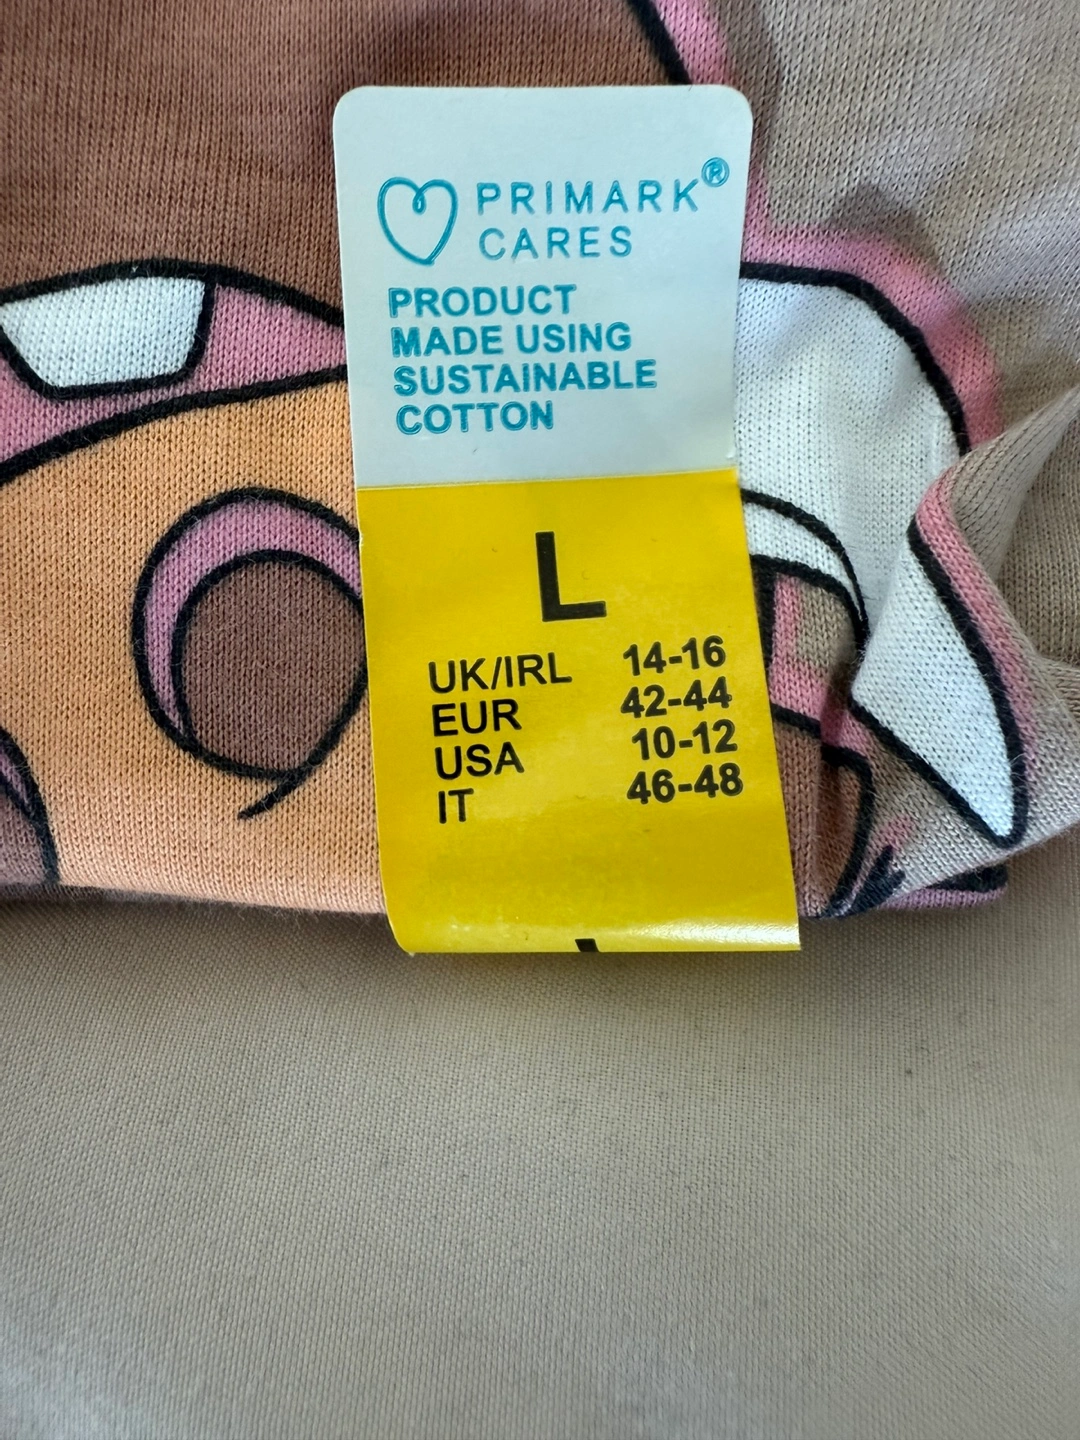 PRIMARK®
CARES
PRODUCT
MADE USING
SUSTAINABLE
COTTON
L
UK/IRL 14-16
EUR 42-44
USA 10-12
IT 46-48